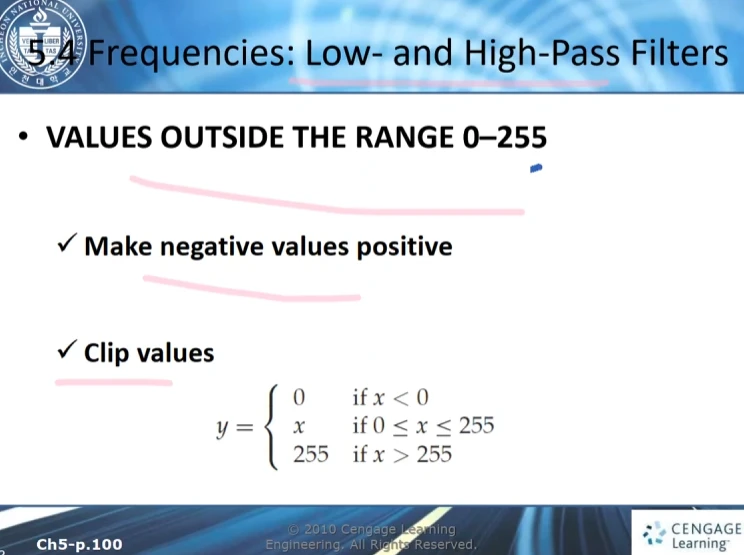 5.4 Frequencies: Low- and High-Pass Filters
• VALUES OUTSIDE THE RANGE 0–255
✓ Make negative values positive
✓ Clip values
y = { 0 if x < 0
x if 0 ≤ x ≤ 255
255 if x > 255
Ch5-p.100
© 2010 Cengage Learning
Engineering. All Rights Reserved.
CENGAGE
Learning™